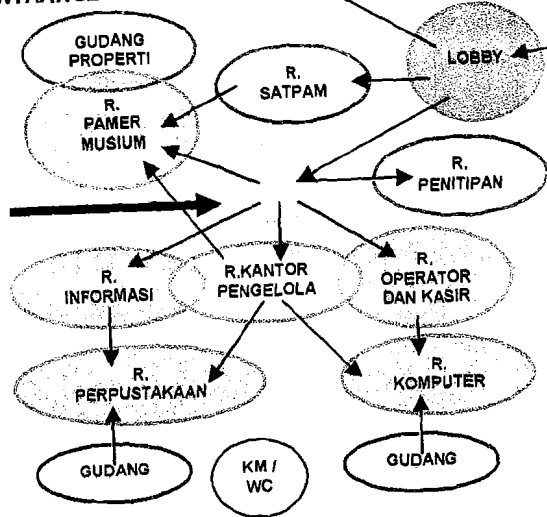 GUDANG
PROPERTI
LOBBY
R.
SATPAM
R.
PAMER
MUSIUM
R.
PENITIPAN
R.
INFORMASI
R.KANTOR
PENGELOLA
R.
OPERATOR
DAN KASIR
R.
PERPUSTAKAAN
R.
KOMPUTER
GUDANG
KM /
WC
GUDANG